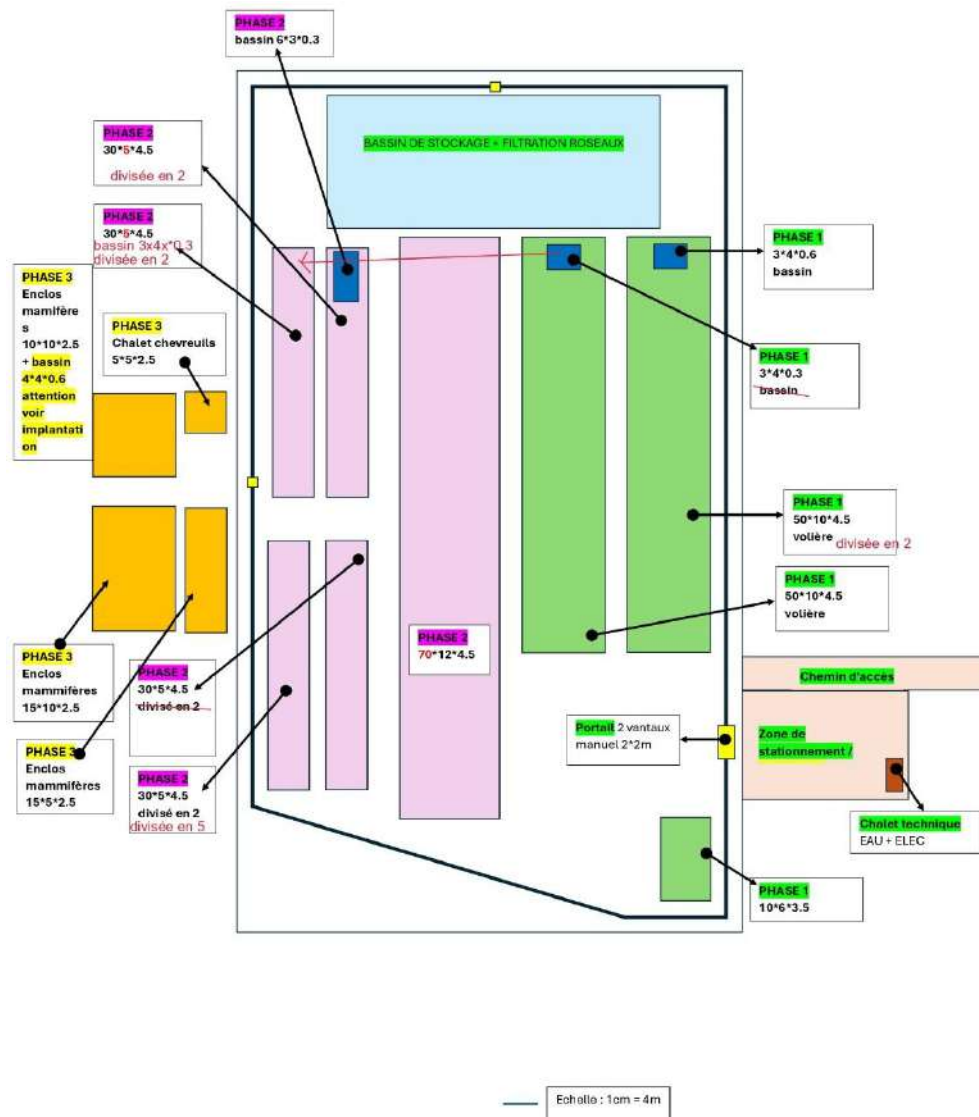 PHASE 2
bassin 6*3*0.3
PHASE 2
30*5*4.5
divisée en 2
BASSIN DE STOCKAGE + FILTRATION ROSEAUX
PHASE 2
30*5*4.5
bassin 3x4x*0.3
divisée en 2
PHASE 1
3*4*0.6
bassin
PHASE 3
Enclos
mamifère
s
10*10*2.5
+ bassin
4*4*0.6
attention
voir
implantati
on
PHASE 3
Chalet chevreuils
5*5*2.5
PHASE 1
3*4*0.3
bassin
PHASE 1
50*10*4.5
volière
divisée en 2
PHASE 1
50*10*4.5
volière
PHASE 2
70*12*4.5
PHASE 3
Enclos
mammifères
15*10*2.5
PHASE 2
30*5*4.5
divisé en 2
Chemin d'accès
Portail 2 vantaux
manuel 2*2m
Zone de
stationnement /
PHASE 3
Enclos
mammifères
15*5*2.5
PHASE 2
30*5*4.5
divisé en 2
divisée en 5
Chalet technique
EAU + ELEC
PHASE 1
10*6*3.5
Echelle : 1cm = 4m